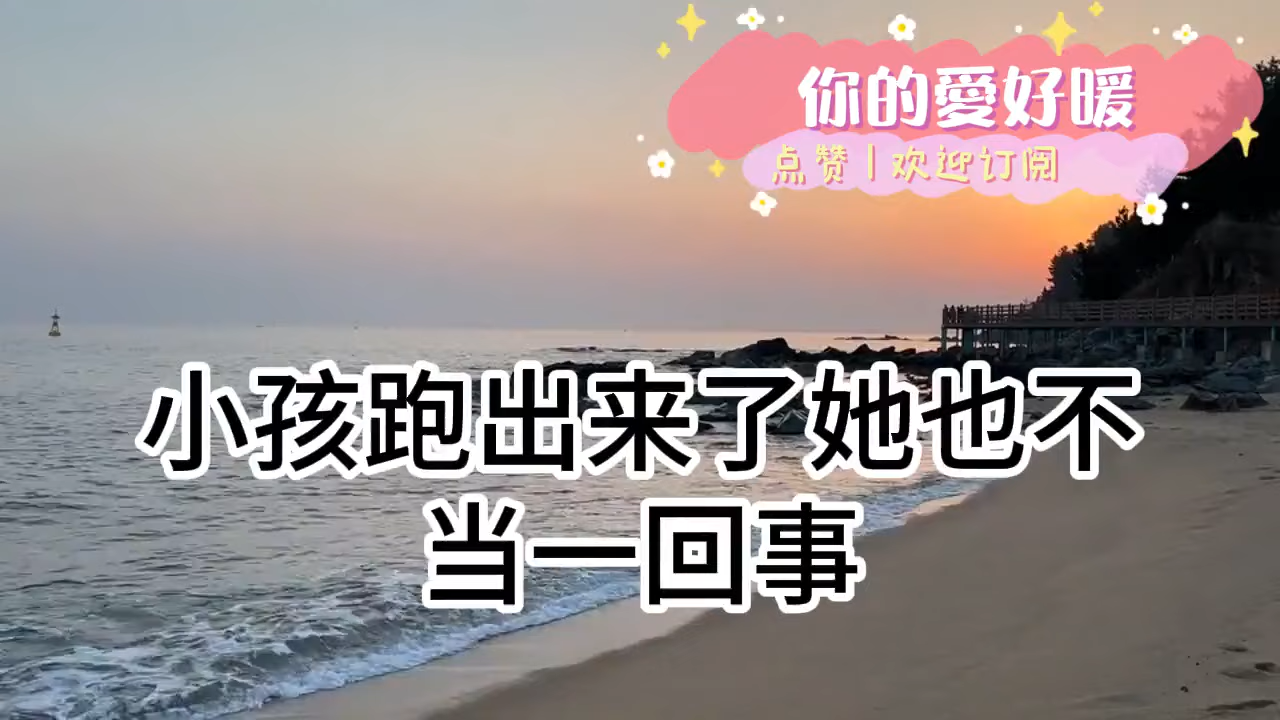 你的愛好暖
点赞|欢迎订阅
小孩跑出来了她也不
当一回事